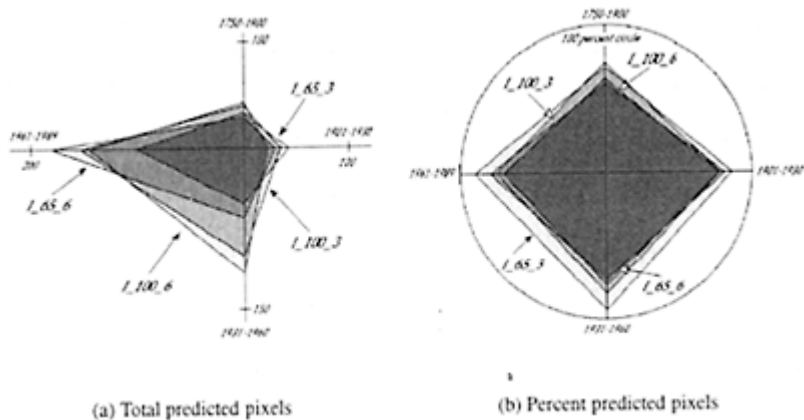 1750-1900
100
I_65_3
1961-1989
200
1901-1930
100
I_65_6
I_100_3
I_100_6
150
1931-1960
(a) Total predicted pixels
1750-1900
100 percent circle
I_100_6
I_100_3
1961-1989
1901-1930
I_65_3
I_65_6
1931-1960
(b) Percent predicted pixels